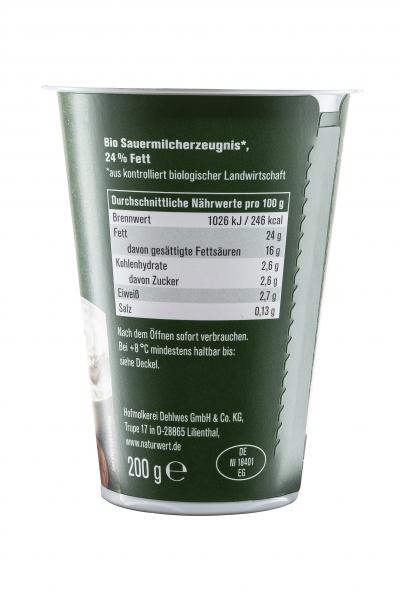 Bio Sauermilcherzeugnis*,
24 % Fett
*aus kontrolliert biologischer Landwirtschaft
Durchschnittliche Nährwerte pro 100 g
Brennwert 1026 kJ / 246 kcal
Fett 24 g
davon gesättigte Fettsäuren 16 g
Kohlenhydrate 2,6 g
davon Zucker 2,6 g
Eiweiß 2,7 g
Salz 0,13 g
Nach dem Öffnen sofort verbrauchen.
Bei +8 °C mindestens haltbar bis:
siehe Deckel.
Hofmolkerei Dehlwes GmbH & Co. KG,
Trupe 17 in D-28865 Lilienthal,
www.naturwert.de.
200 g ℮
DE
NI 18401
EG